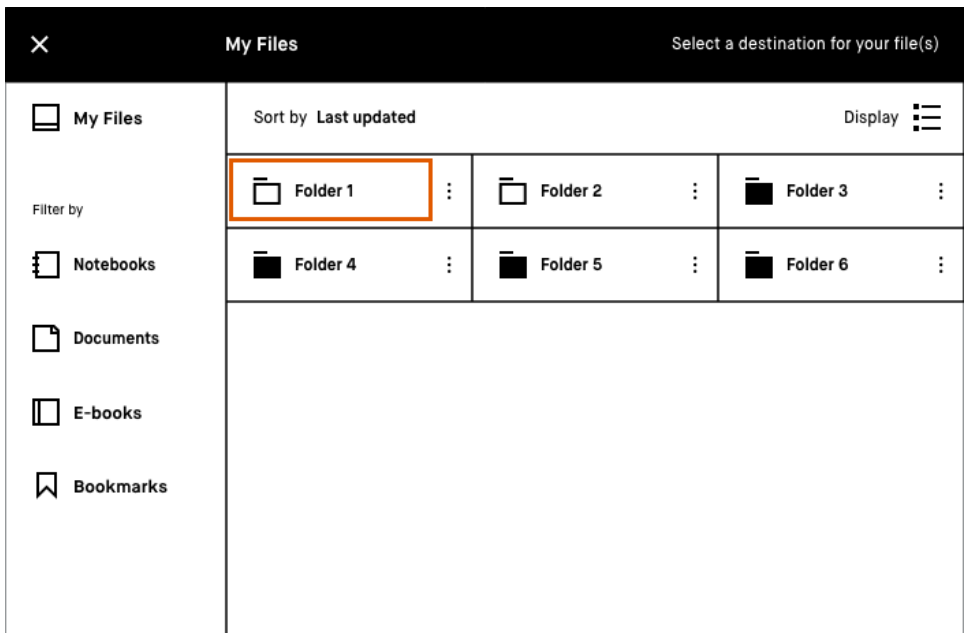 My Files
Select a destination for your file(s)
My Files
Sort by Last updated
Display
Filter by
Notebooks
Documents
E-books
Bookmarks
Folder 1
Folder 2
Folder 3
Folder 4
Folder 5
Folder 6